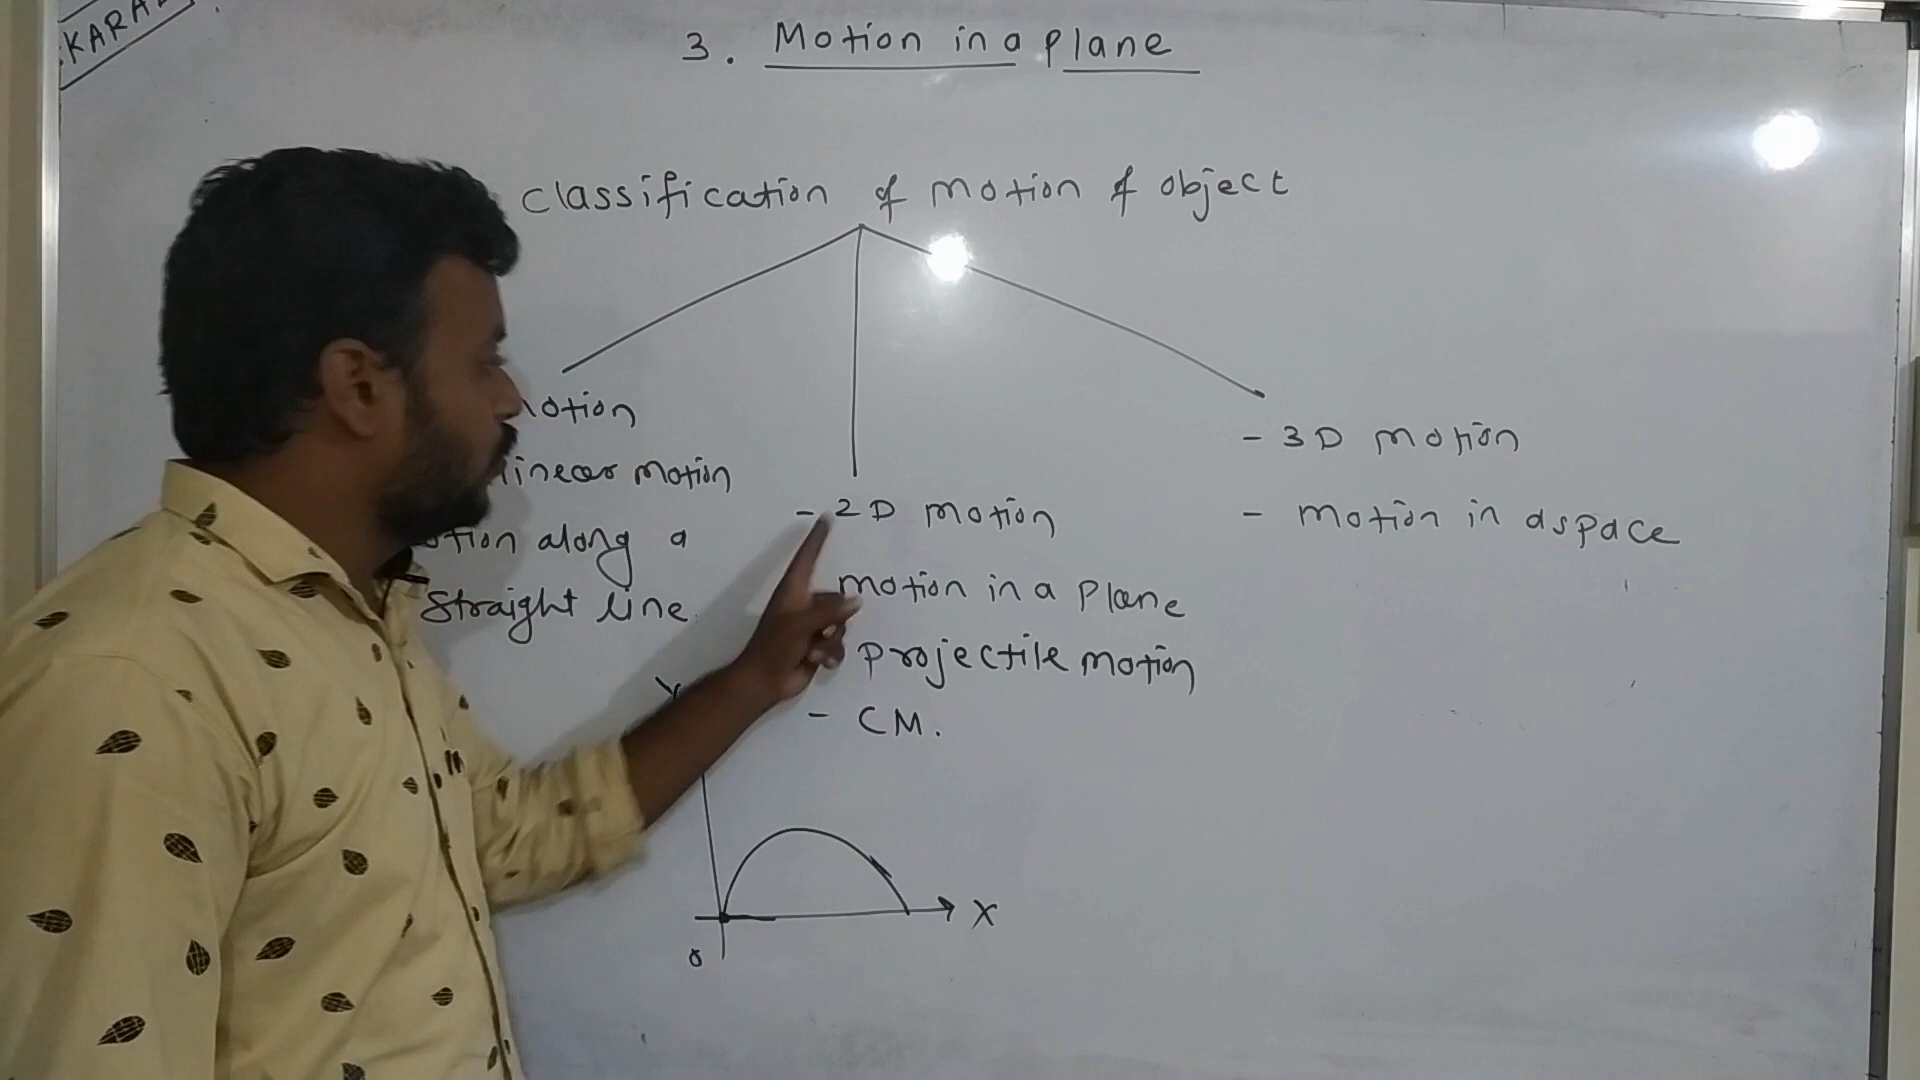 3. Motion in a plane
classification of motion of object
motion
linear motion
along a
straight line
- 2D motion
motion in a plane
projectile motion
- CM.
- 3D motion
- motion in a space
Y
X
0